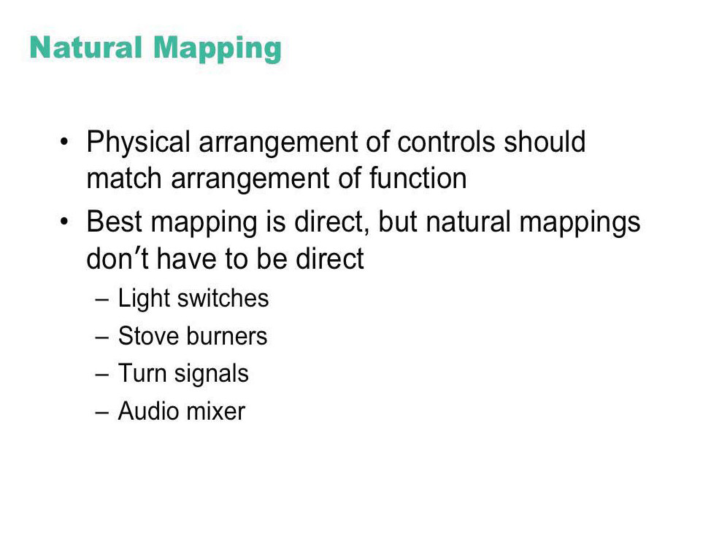 Natural Mapping
• Physical arrangement of controls should
match arrangement of function
• Best mapping is direct, but natural mappings
don’t have to be direct
– Light switches
– Stove burners
– Turn signals
– Audio mixer